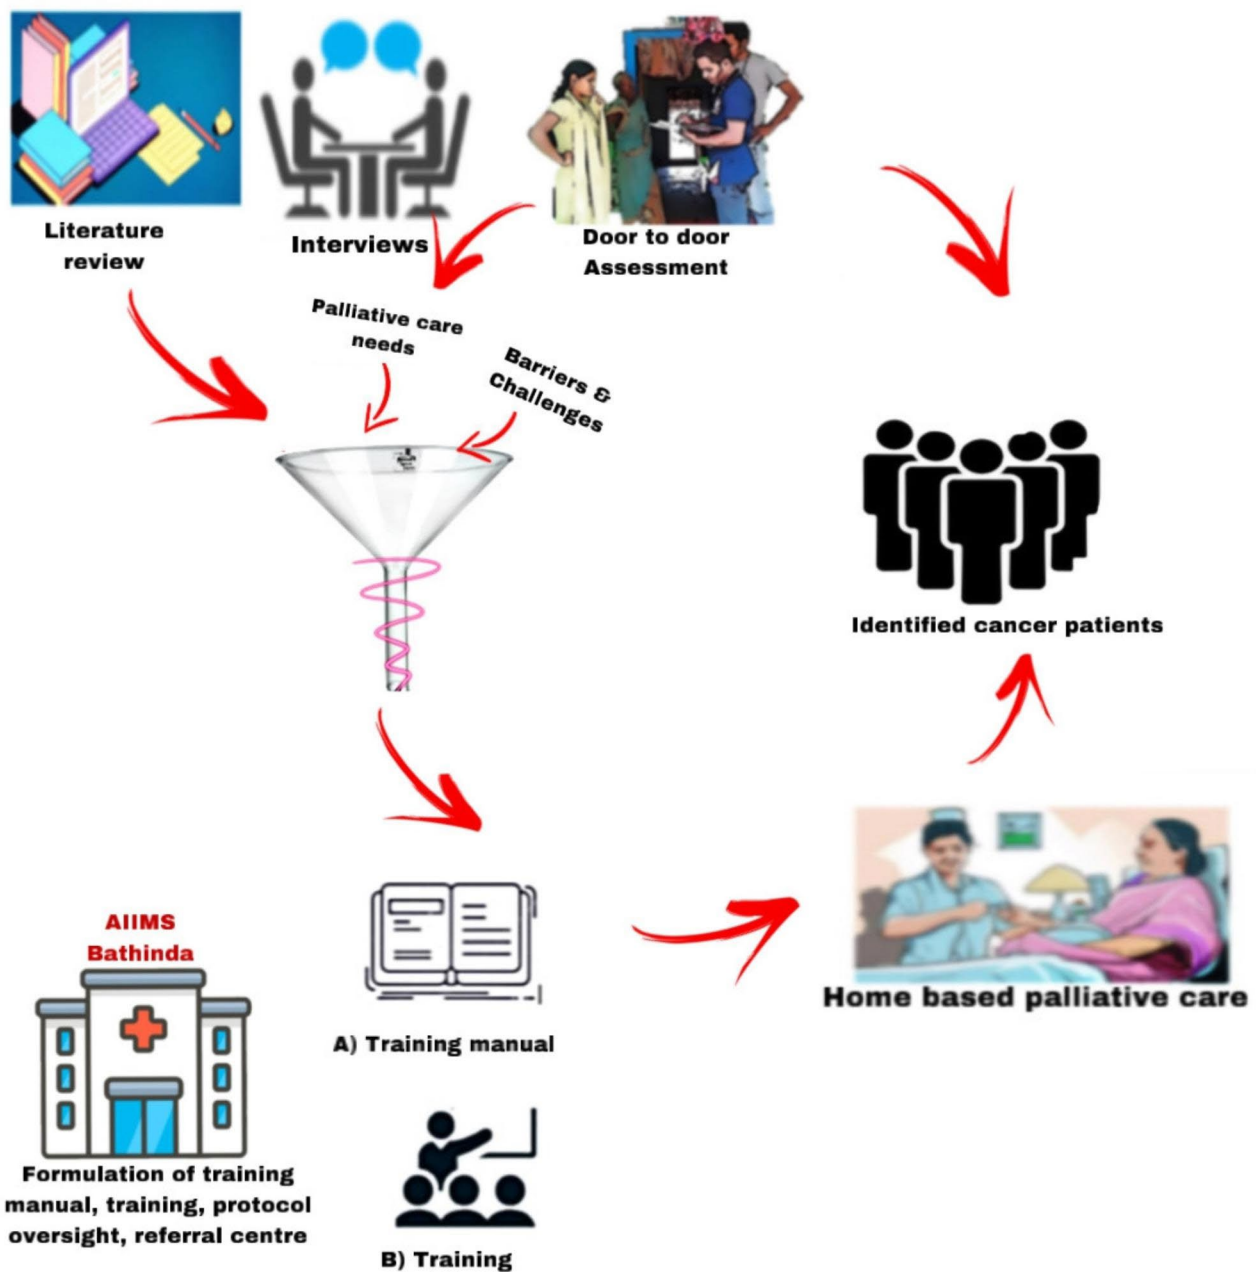 Literature
review
Interviews
Door to door
Assessment
Palliative care
needs
Barriers &
Challenges
Identified cancer patients
AIIMS
Bathinda
Formulation of training
manual, training, protocol
oversight, referral centre
A) Training manual
B) Training
Home based palliative care